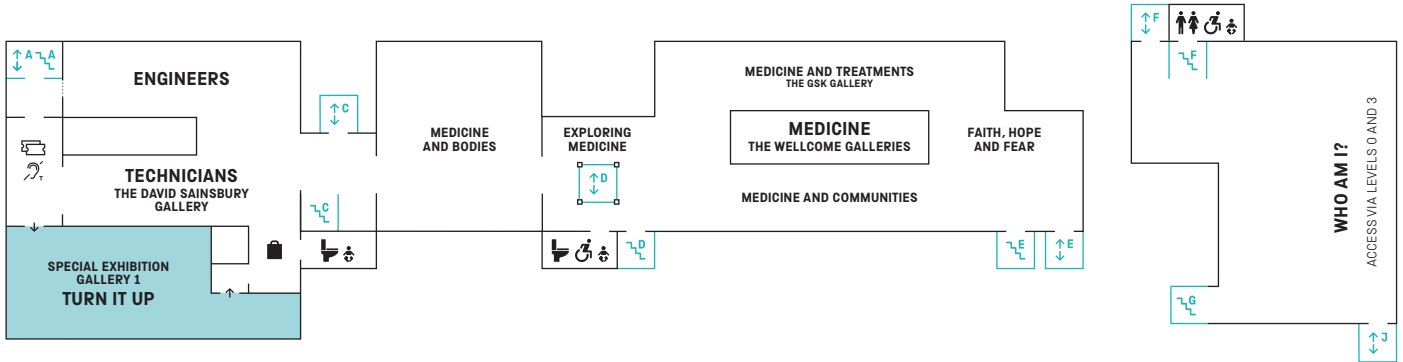 A A
ENGINEERS
TECHNICIANS
THE DAVID SAINSBURY
GALLERY
T
SPECIAL EXHIBITION
GALLERY 1
TURN IT UP
C
C
MEDICINE
AND BODIES
EXPLORING
MEDICINE
D
D
MEDICINE AND TREATMENTS
THE GSK GALLERY
MEDICINE
THE WELLCOME GALLERIES
FAITH, HOPE
AND FEAR
MEDICINE AND COMMUNITIES
E
E
F
F
WHO AM I?
ACCESS VIA LEVELS 0 AND 3
G
J